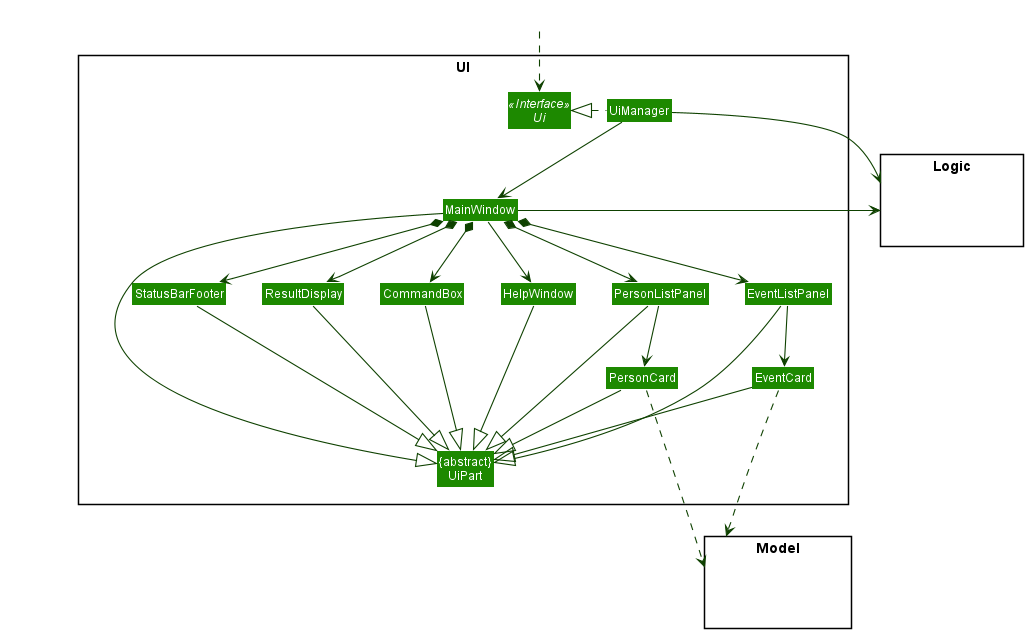 UI
«Interface»
Ui
UiManager
Logic
MainWindow
StatusBarFooter
ResultDisplay
CommandBox
HelpWindow
PersonListPanel
EventListPanel
PersonCard
EventCard
{abstract}
UiPart
Model